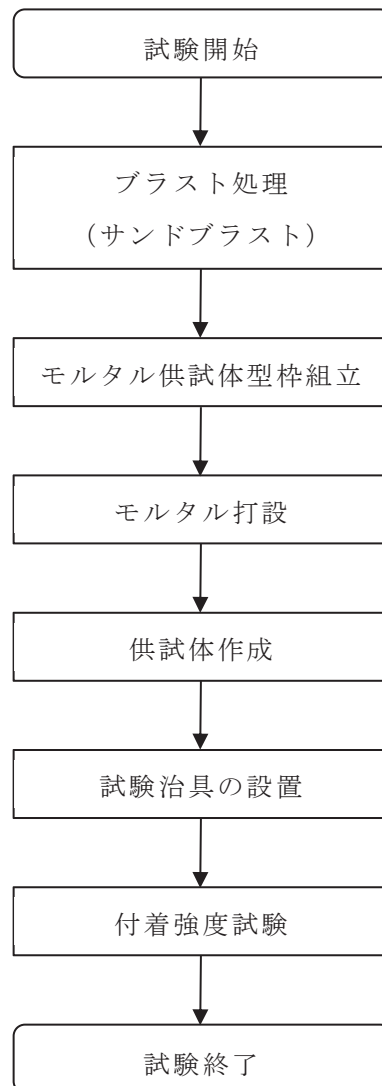 試験開始
ブラスト処理
（サンドブラスト）
モルタル供試体型枠組立
モルタル打設
供試体作成
試験治具の設置
付着強度試験
試験終了